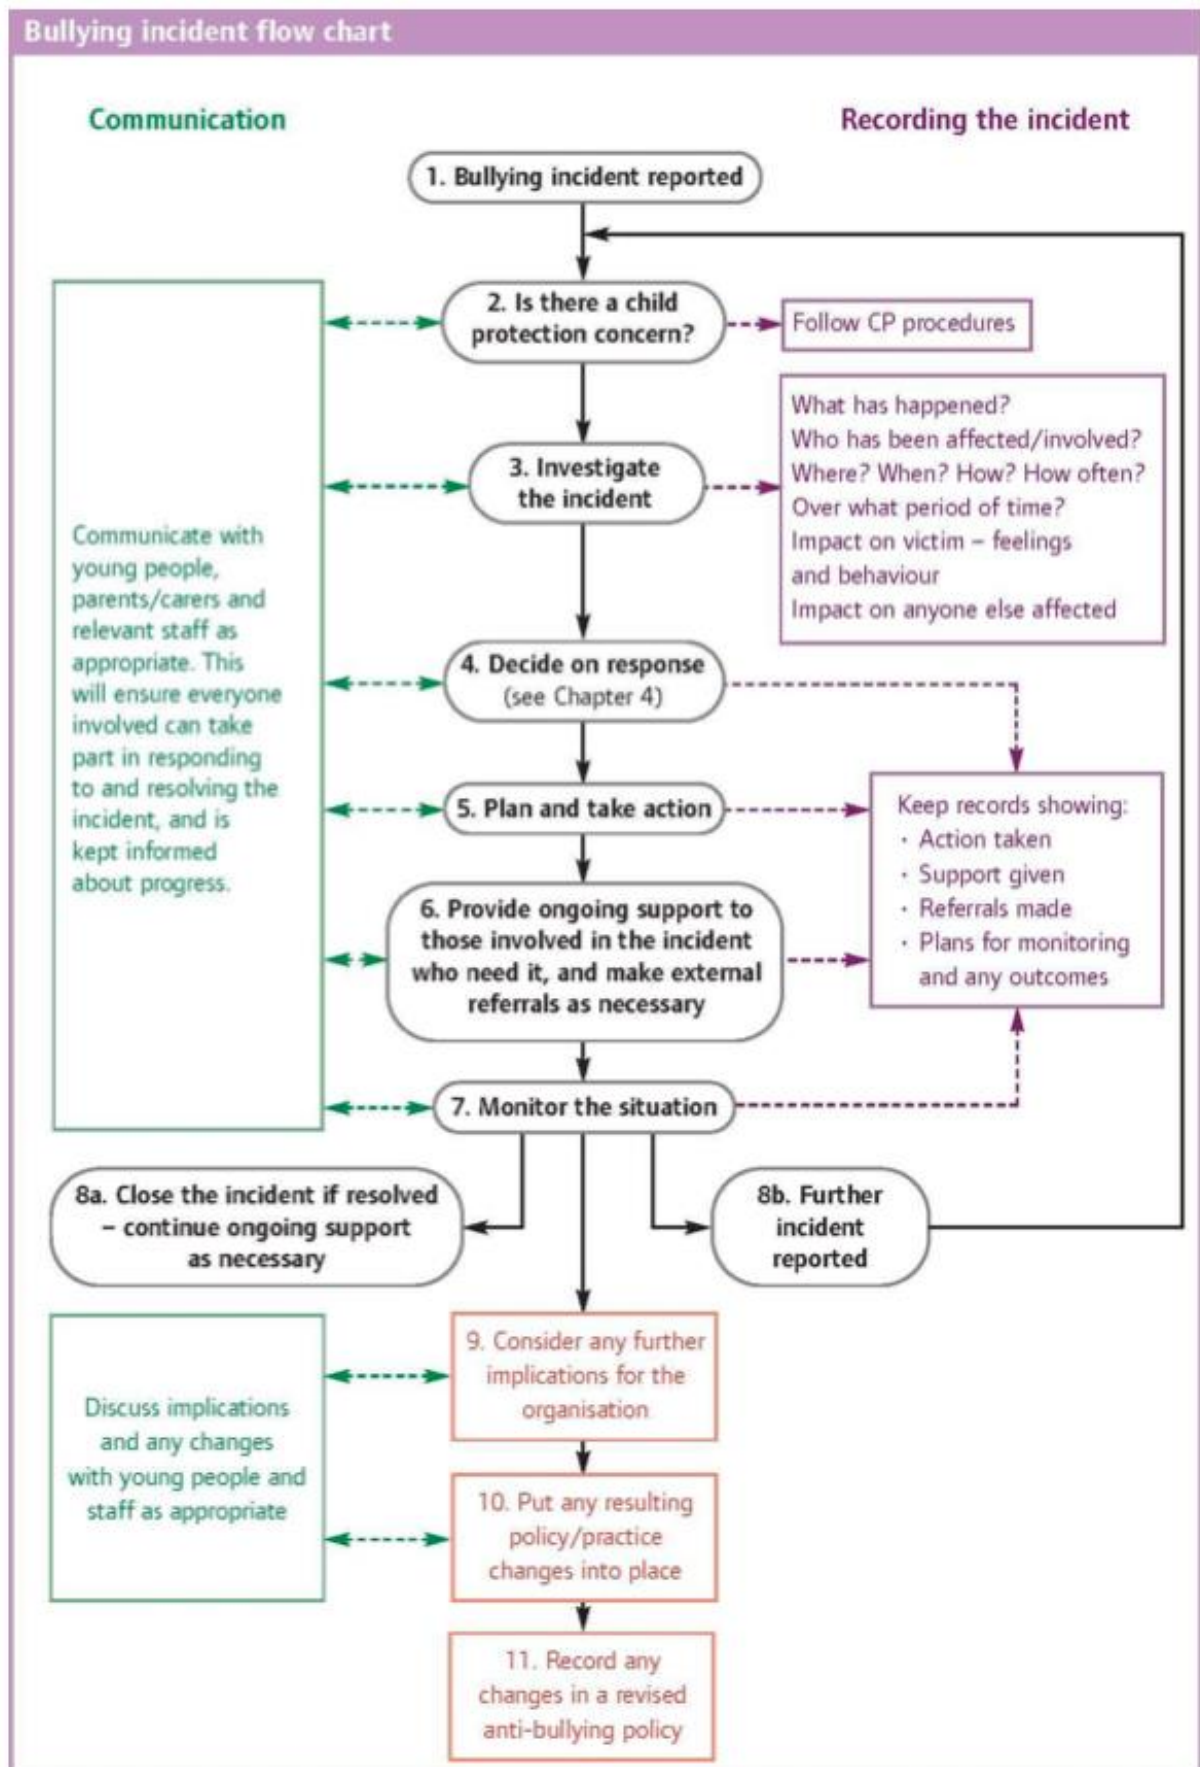 Bullying incident flow chart
Communication
Recording the incident
1. Bullying incident reported
2. Is there a child
protection concern?
Follow CP procedures
What has happened?
Who has been affected/involved?
Where? When? How? How often?
Over what period of time?
Impact on victim – feelings
and behaviour
Impact on anyone else affected
3. Investigate
the incident
Communicate with
young people,
parents/carers and
relevant staff as
appropriate. This
will ensure everyone
involved can take
part in responding
to and resolving the
incident, and is
kept informed
about progress.
4. Decide on response
(see Chapter 4)
5. Plan and take action
Keep records showing:
· Action taken
· Support given
· Referrals made
· Plans for monitoring
and any outcomes
6. Provide ongoing support to
those involved in the incident
who need it, and make external
referrals as necessary
7. Monitor the situation
8a. Close the incident if resolved
– continue ongoing support
as necessary
8b. Further
incident
reported
9. Consider any further
implications for the
organisation
Discuss implications
and any changes
with young people and
staff as appropriate
10. Put any resulting
policy/practice
changes into place
11. Record any
changes in a revised
anti-bullying policy